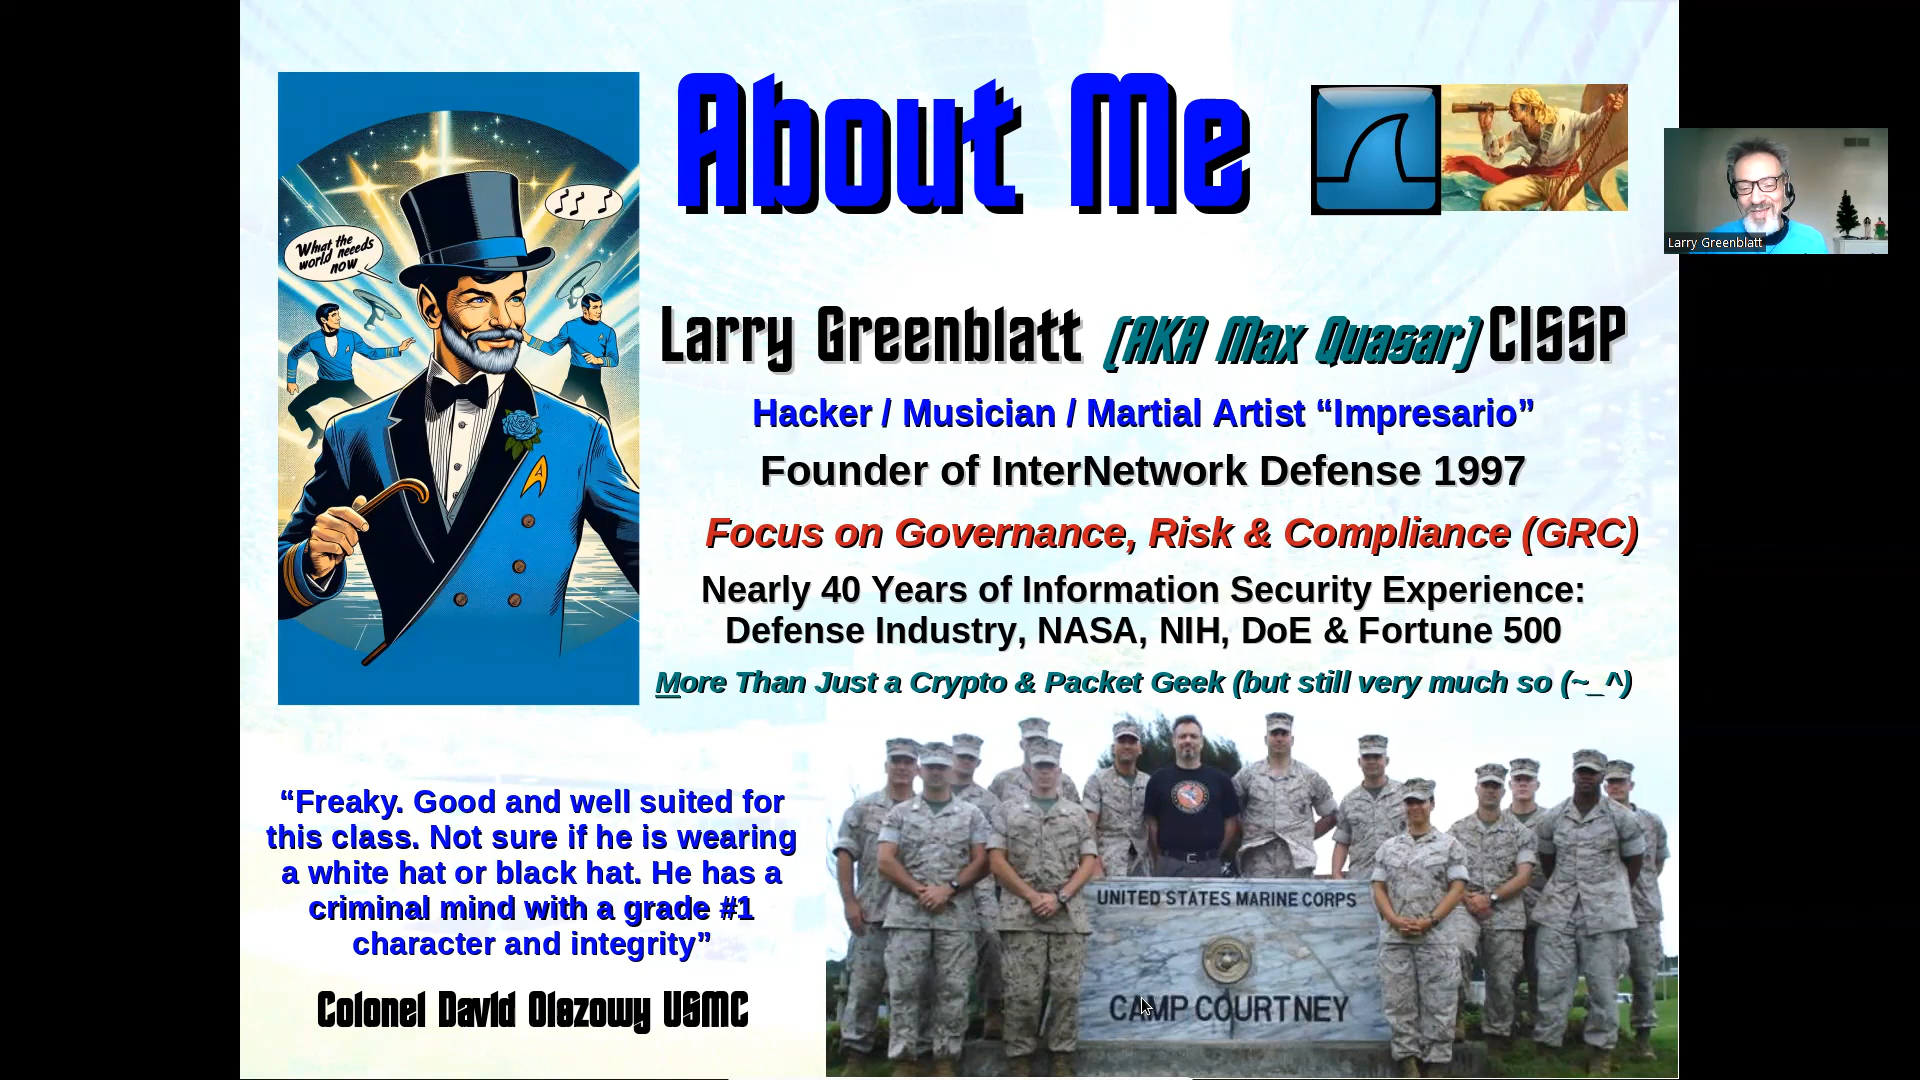 About Me
What the
world neeeds
now
Larry Greenblatt
Larry Greenblatt (AKA Max Quasar) CISSP
Hacker / Musician / Martial Artist “Impresario”
Founder of InterNetwork Defense 1997
Focus on Governance, Risk & Compliance (GRC)
Nearly 40 Years of Information Security Experience:
Defense Industry, NASA, NIH, DoE & Fortune 500
More Than Just a Crypto & Packet Geek (but still very much so (~_^)
“Freaky. Good and well suited for
this class. Not sure if he is wearing
a white hat or black hat. He has a
criminal mind with a grade #1
character and integrity”
Colonel David Olozowy USMC
UNITED STATES MARINE CORPS
CAMP COURTNEY